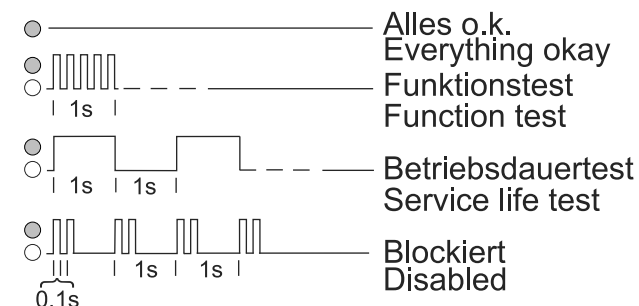 Alles o.k.
Everything okay
Funktionstest
1s
Function test
Betriebsdauertest
1s 1s
Service life test
Blockiert
1s 1s
Disabled
0.1s